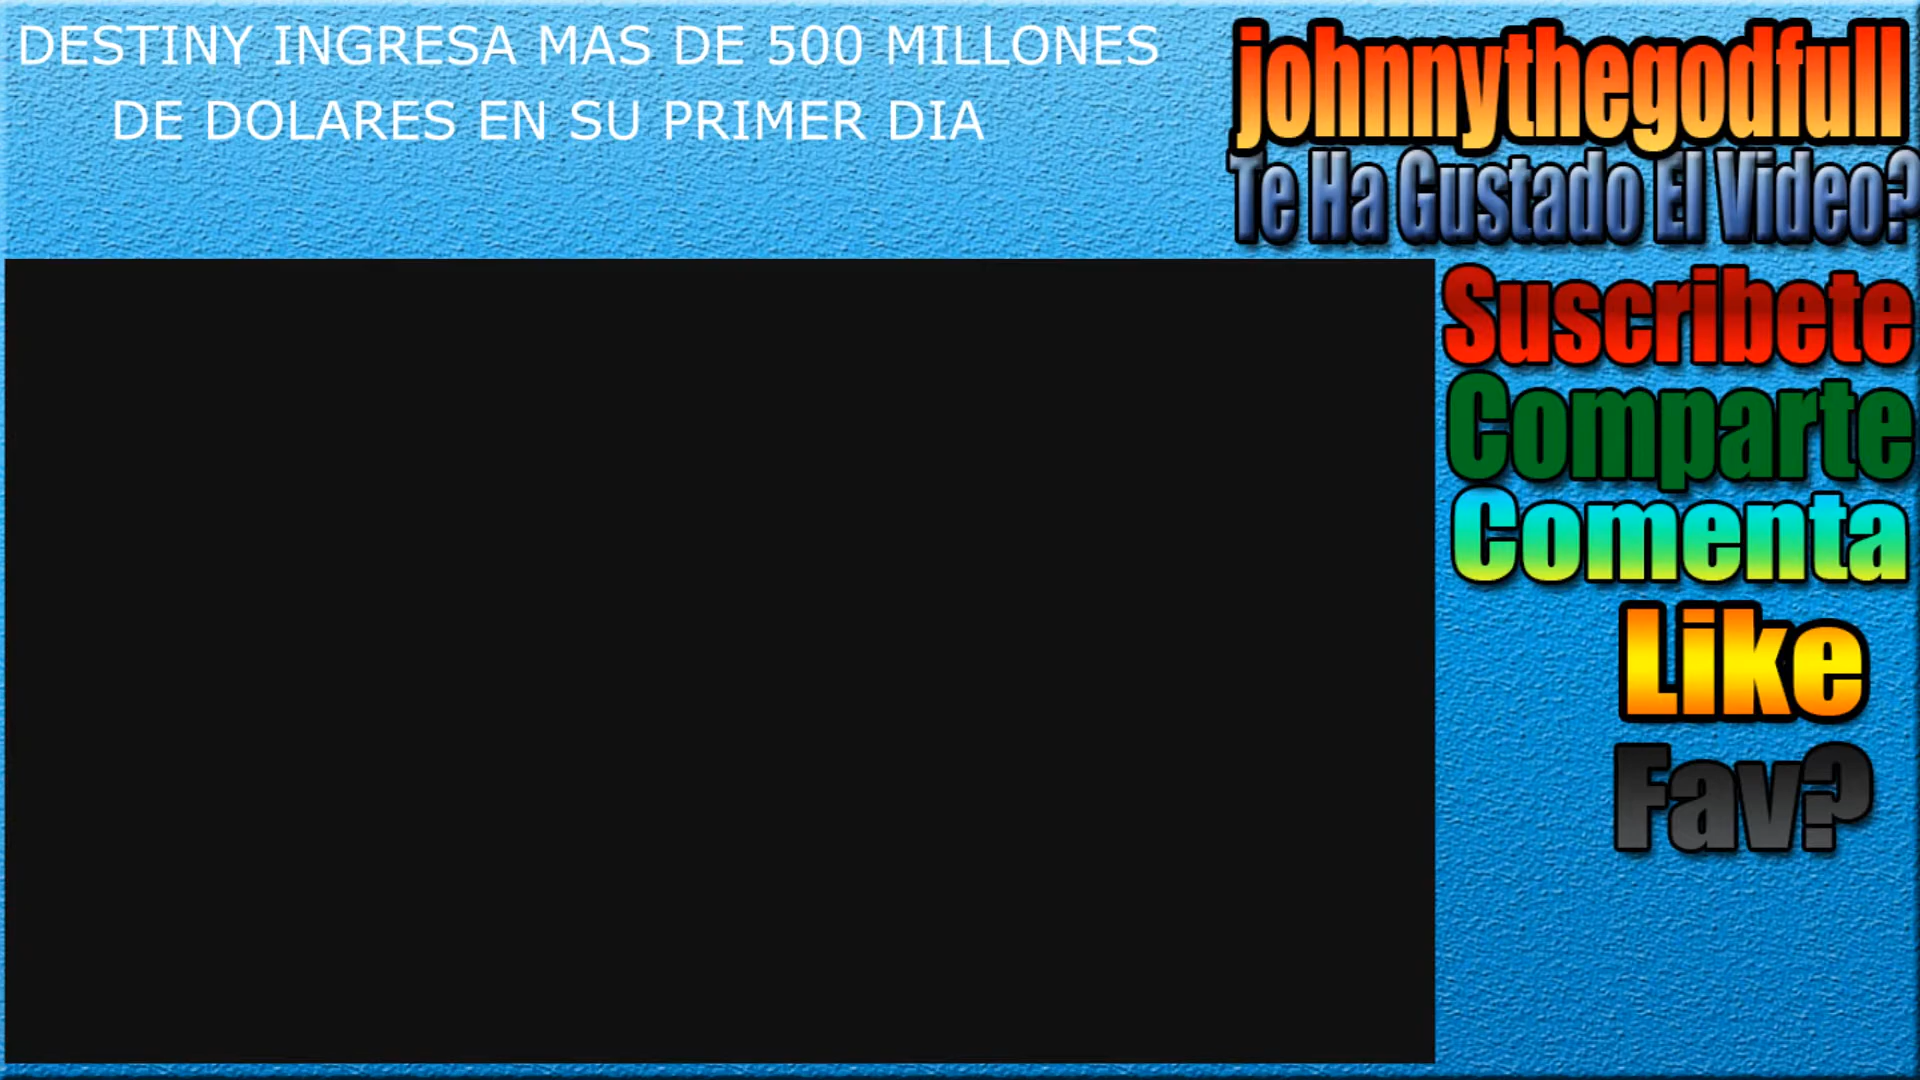 DESTINY INGRESA MAS DE 500 MILLONES
DE DOLARES EN SU PRIMER DIA
johnnythegodfull
Te Ha Gustado El Video?
Suscribete
Comparte
Comenta
Like
Fav?